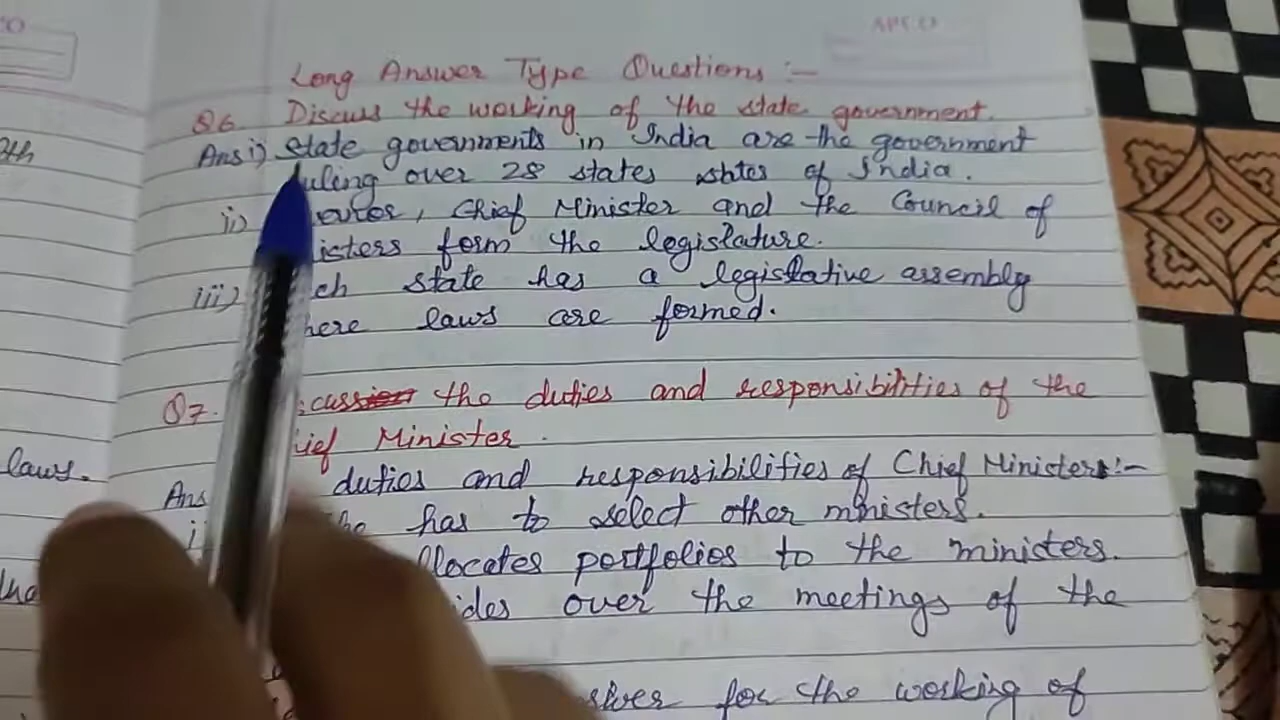 APCO
Long Answer Type Questions :-
Q6. Discuss the working of the state government.
Ans i) State governments in India are the government
uling over 28 states of India.
ii) , Chief Minister and the Council of
isters form the legislature.
iii) ch state has a legislative assembly
here laws are formed.
Q7. the duties and responsibilities of the
ief Minister.
laws.
Ans duties and responsibilities of Chief Minister :-
i he has to select other ministers.
llocates portfolios to the ministers.
ides over the meetings of the
for the working of